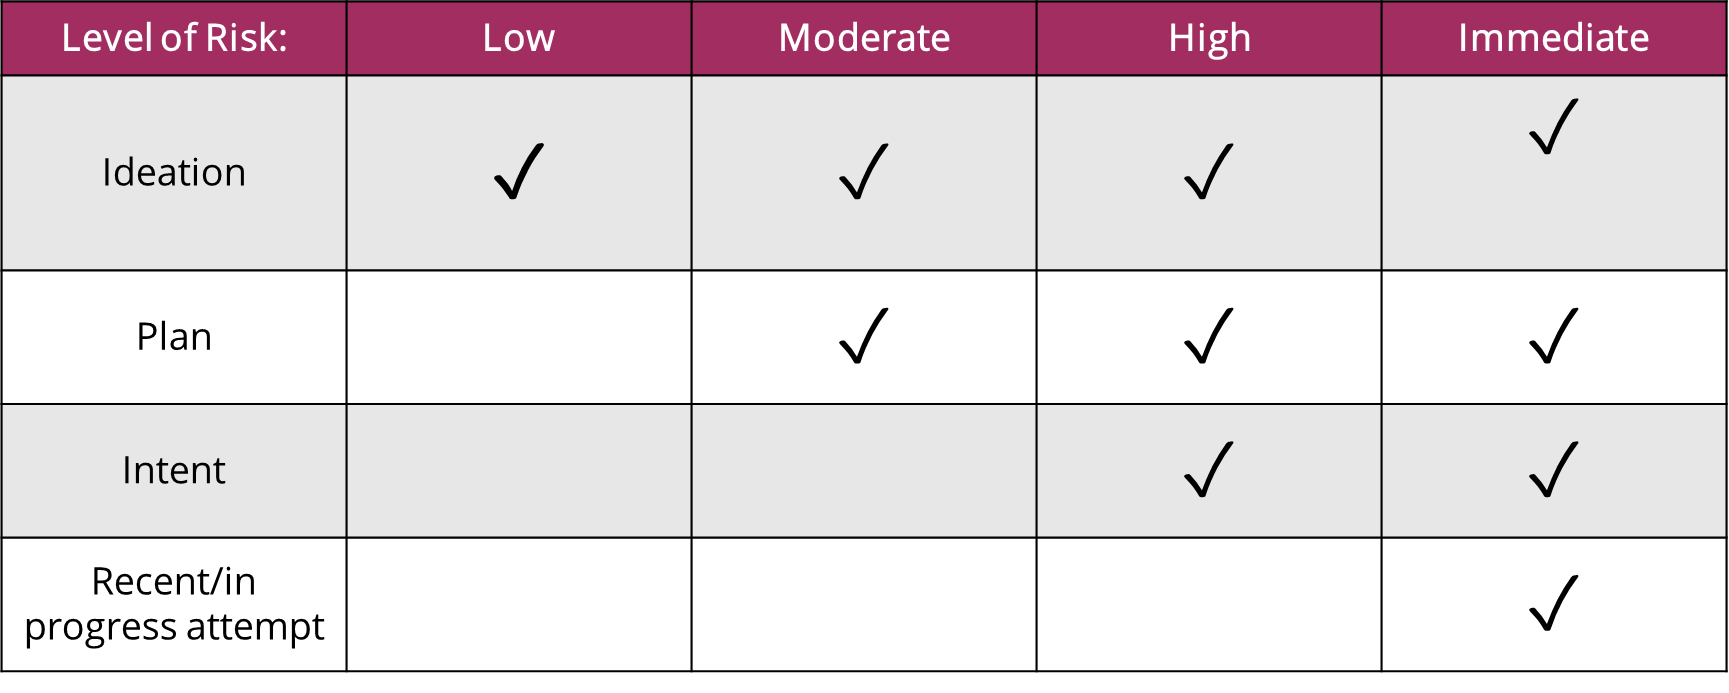 Level of Risk: Low Moderate High Immediate
Ideation ✓ ✓ ✓ ✓
Plan ✓ ✓ ✓
Intent ✓ ✓
Recent/in
progress attempt ✓